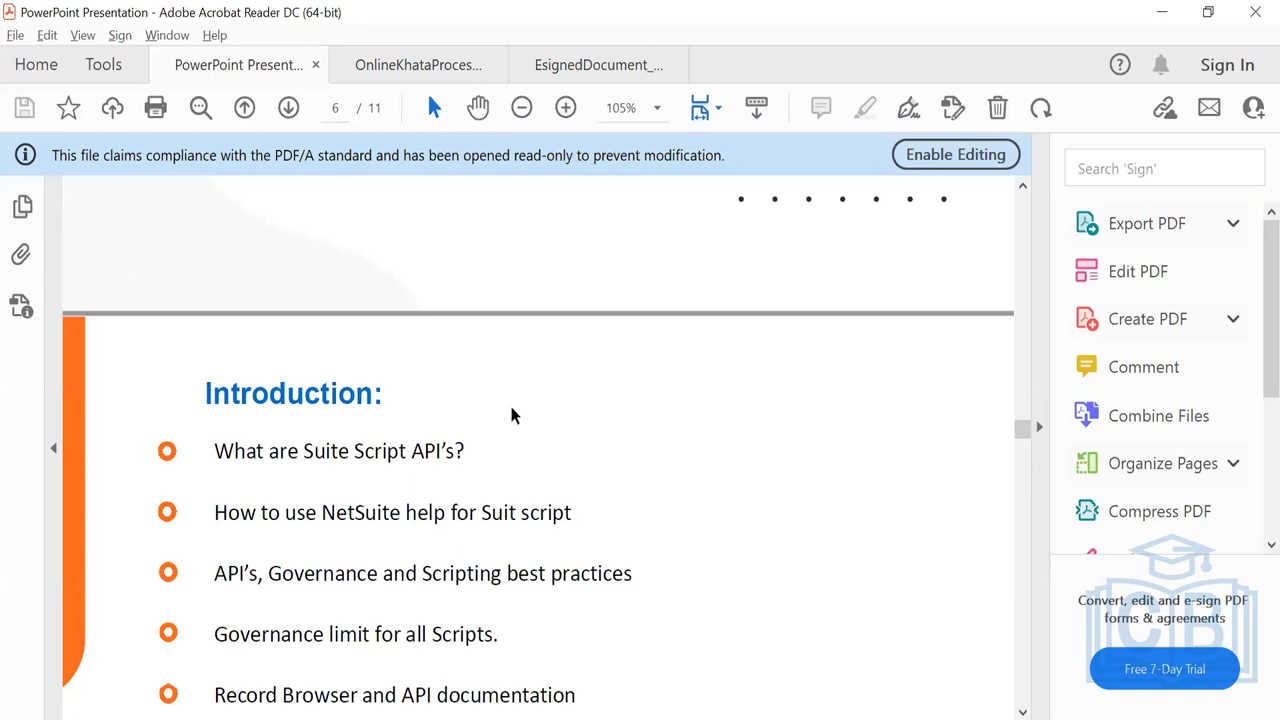 PowerPoint Presentation - Adobe Acrobat Reader DC (64-bit)
File Edit View Sign Window Help
Home Tools PowerPoint Present... × OnlineKhataProces... EsignedDocument_... Sign In
6 / 11 105%
This file claims compliance with the PDF/A standard and has been opened read-only to prevent modification. Enable Editing
Search 'Sign'
Export PDF
Edit PDF
Create PDF
Comment
Combine Files
Organize Pages
Compress PDF
Convert, edit and e-sign PDF
forms & agreements
Free 7-Day Trial
CB
Introduction:
What are Suite Script API's?
How to use NetSuite help for Suit script
API's, Governance and Scripting best practices
Governance limit for all Scripts.
Record Browser and API documentation